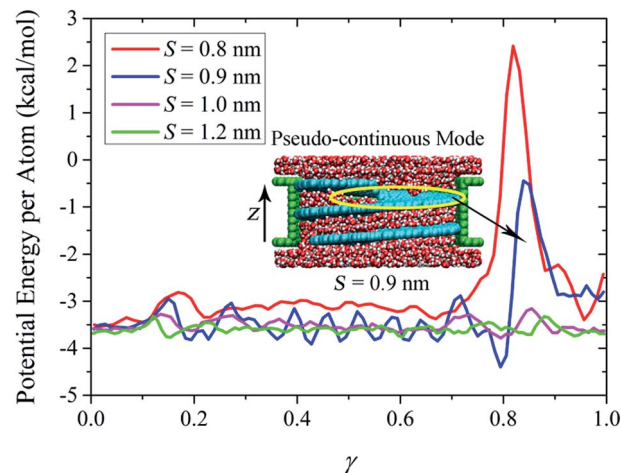 Potential Energy per Atom (kcal/mol)
3
2
1
0
-1
-2
-3
-4
-5
S = 0.8 nm
S = 0.9 nm
S = 1.0 nm
S = 1.2 nm
Pseudo-continuous Mode
z
S = 0.9 nm
0.0 0.2 0.4 0.6 0.8 1.0
γ